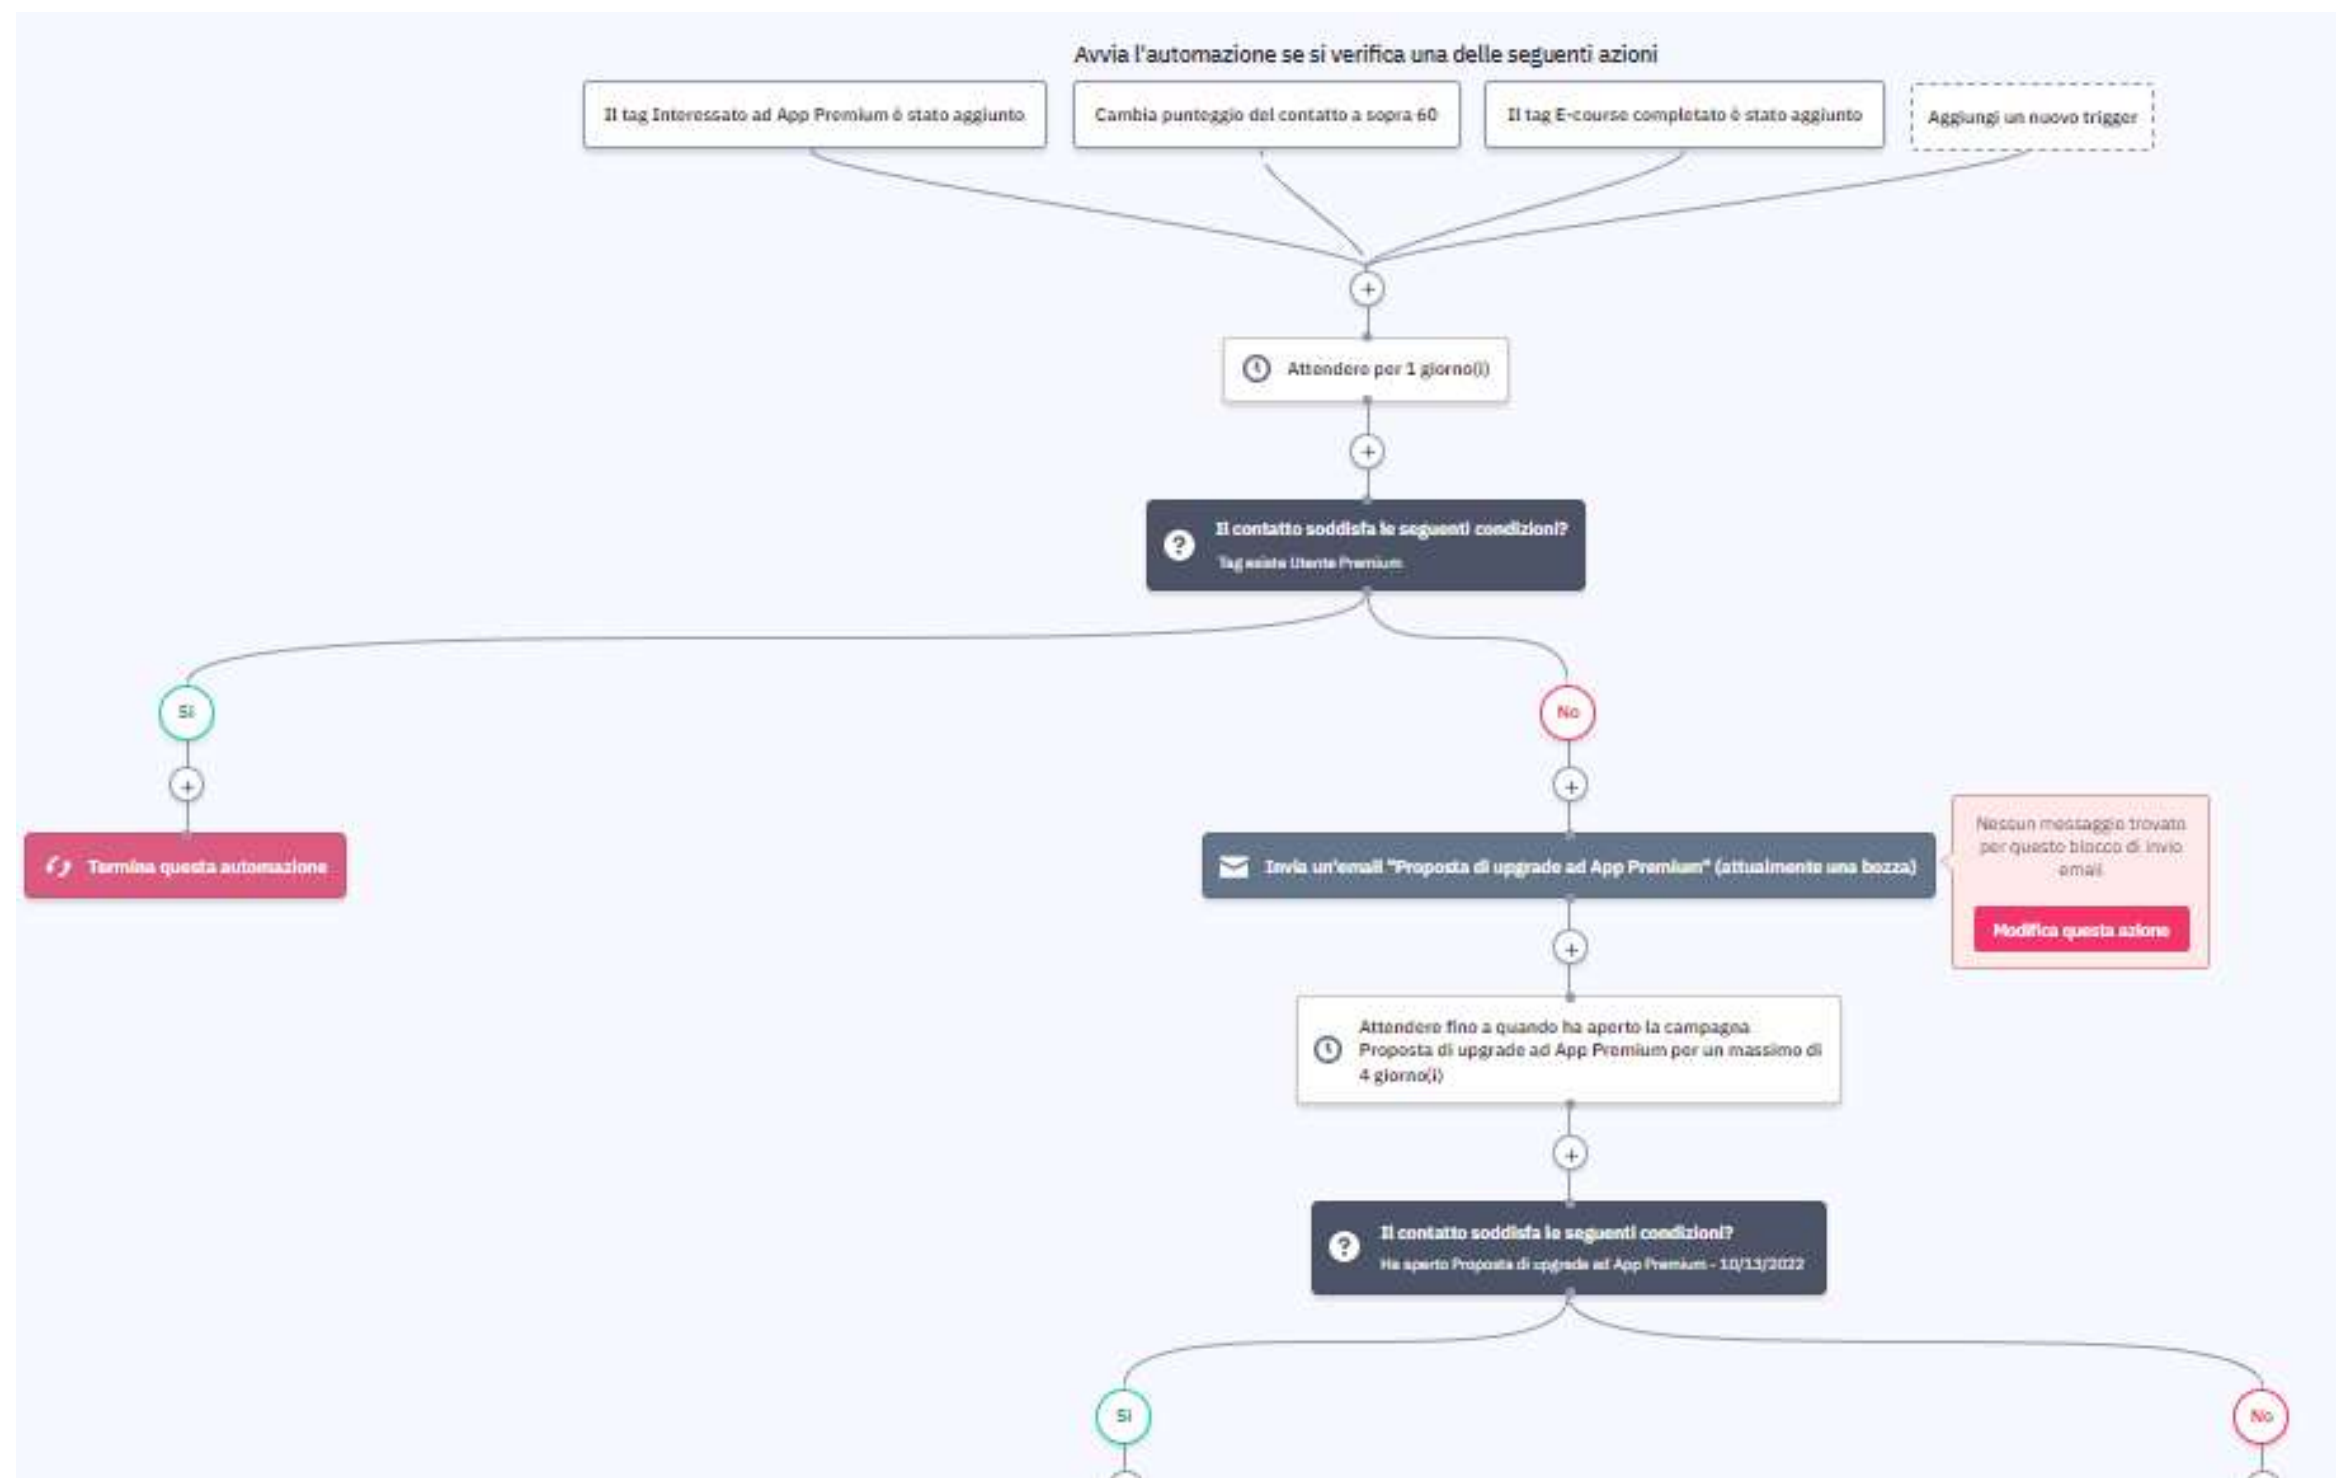 Avvia l'automazione se si verifica una delle seguenti azioni
Il tag Interessato ad App Premium è stato aggiunto
Cambia punteggio del contatto a sopra 60
Il tag E-course completato è stato aggiunto
Aggiungi un nuovo trigger
Attendere per 1 giorno(i)
Il contatto soddisfa le seguenti condizioni?
Tag esiste Utente Premium
Sì
No
Termina questa automazione
Invia un'email "Proposta di upgrade ad App Premium" (attualmente una bozza)
Nessun messaggio trovato
per questo blocco di invio
email
Modifica questa azione
Attendere fino a quando ha aperto la campagna
Proposta di upgrade ad App Premium per un massimo di
4 giorno(i)
Il contatto soddisfa le seguenti condizioni?
Ha aperto Proposta di upgrade ad App Premium - 10/13/2022
Sì
No